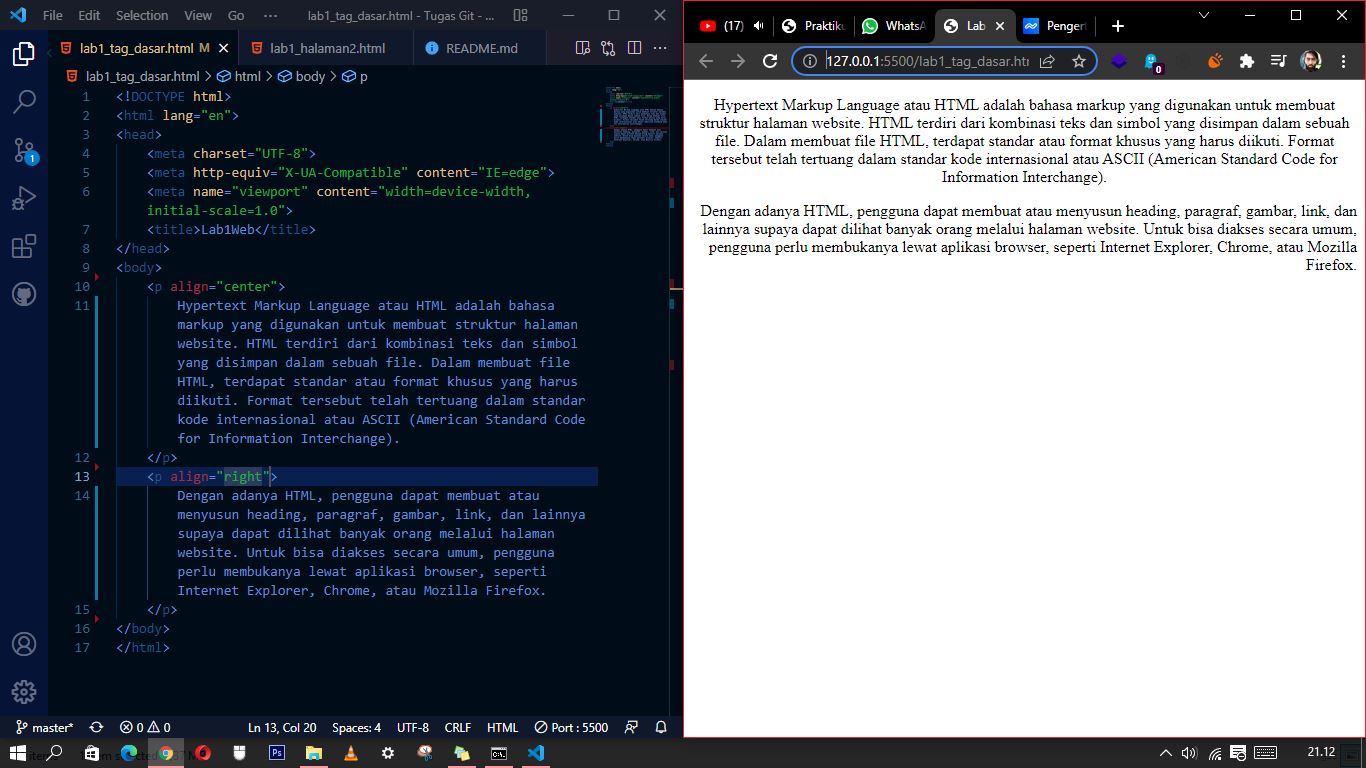 File Edit Selection View Go ··· lab1_tag_dasar.html - Tugas Git - ...
lab1_tag_dasar.html M lab1_halaman2.html README.md
lab1_tag_dasar.html > html > body > p
1 <!DOCTYPE html>
2 <html lang="en">
3 <head>
4 <meta charset="UTF-8">
5 <meta http-equiv="X-UA-Compatible" content="IE=edge">
6 <meta name="viewport" content="width=device-width,
initial-scale=1.0">
7 <title>Lab1Web</title>
8 </head>
9 <body>
10 <p align="center">
11 Hypertext Markup Language atau HTML adalah bahasa
markup yang digunakan untuk membuat struktur halaman
website. HTML terdiri dari kombinasi teks dan simbol
yang disimpan dalam sebuah file. Dalam membuat file
HTML, terdapat standar atau format khusus yang harus
diikuti. Format tersebut telah tertuang dalam standar
kode internasional atau ASCII (American Standard Code
for Information Interchange).
12 </p>
13 <p align="right">
14 Dengan adanya HTML, pengguna dapat membuat atau
menyusun heading, paragraf, gambar, link, dan lainnya
supaya dapat dilihat banyak orang melalui halaman
website. Untuk bisa diakses secara umum, pengguna
perlu membukanya lewat aplikasi browser, seperti
Internet Explorer, Chrome, atau Mozilla Firefox.
15 </p>
16 </body>
17 </html>
1
master* 0 0 Ln 13, Col 20 Spaces: 4 UTF-8 CRLF HTML Port : 5500
(17) Praktiku WhatsA Lab Penger
127.0.0.1:5500/lab1_tag_dasar.htm
0
Hypertext Markup Language atau HTML adalah bahasa markup yang digunakan untuk membuat
struktur halaman website. HTML terdiri dari kombinasi teks dan simbol yang disimpan dalam sebuah
file. Dalam membuat file HTML, terdapat standar atau format khusus yang harus diikuti. Format
tersebut telah tertuang dalam standar kode internasional atau ASCII (American Standard Code for
Information Interchange).
Dengan adanya HTML, pengguna dapat membuat atau menyusun heading, paragraf, gambar, link, dan
lainnya supaya dapat dilihat banyak orang melalui halaman website. Untuk bisa diakses secara umum,
pengguna perlu membukanya lewat aplikasi browser, seperti Internet Explorer, Chrome, atau Mozilla
Firefox.
Ps
21.12